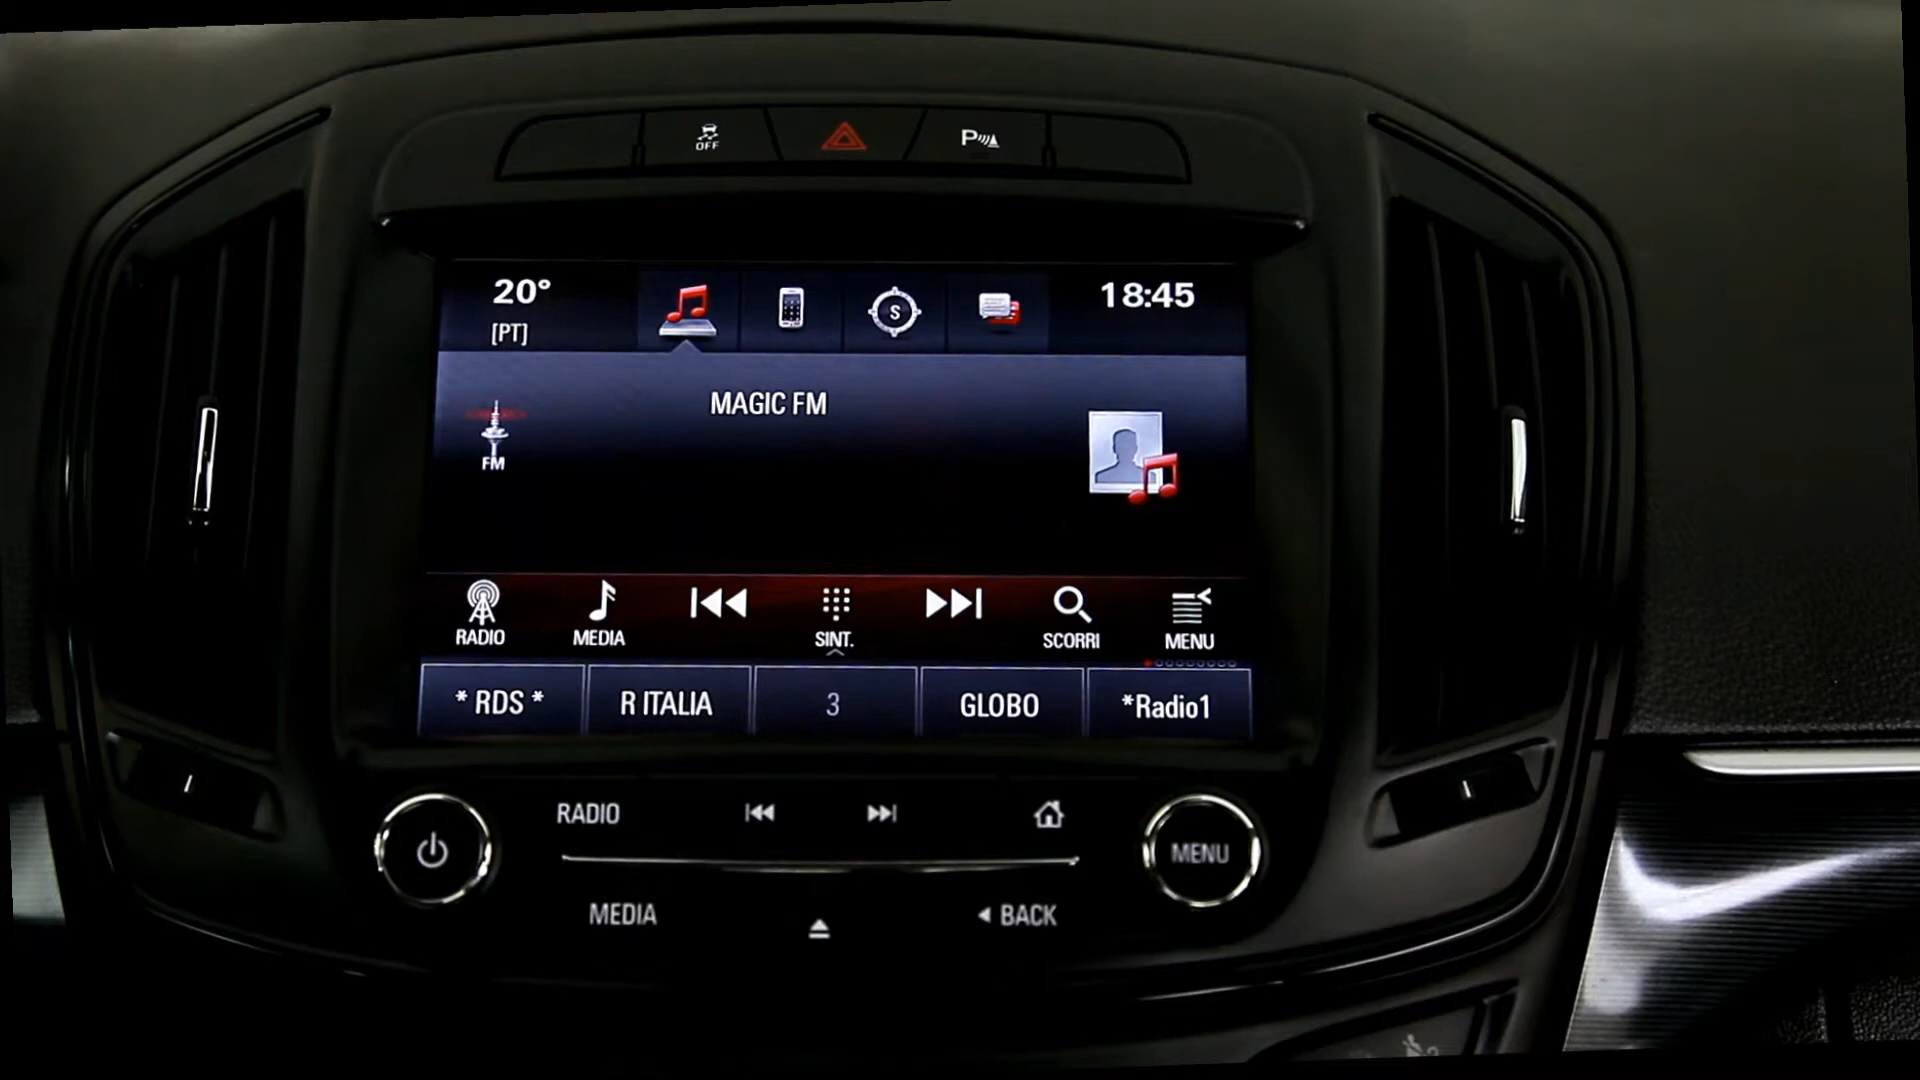 OFF
P
20°
18:45
[PT]
S
MAGIC FM
FM
RADIO
MEDIA
SINT.
SCORRI
MENU
* RDS *
R ITALIA
3
GLOBO
*Radio1
RADIO
MENU
MEDIA
BACK